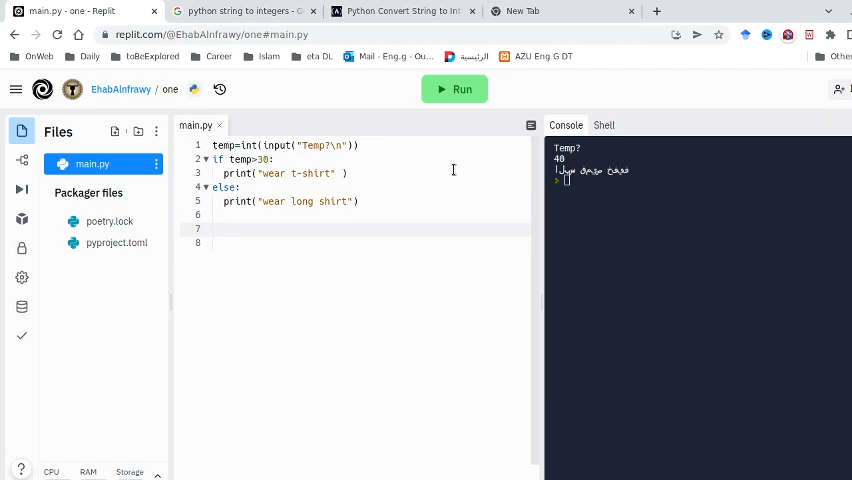 main.py - one - Replit
python string to integers - G
Python Convert String to Int
New Tab
replit.com/@EhabAlnfrawy/one#main.py
OnWeb
Daily
toBeExplored
Career
Islam
eta DL
Mail - Eng.g - Ou...
الرئيسية
AZU Eng G DT
Other
EhabAlnfrawy / one
Run
Files
main.py
Packager files
poetry.lock
pyproject.toml
CPU RAM Storage
main.py
1 temp=int(input("Temp?\n"))
2 if temp>30:
3 print("wear t-shirt" )
4 else:
5 print("wear long shirt")
6
7
8
Console Shell
Temp?
40
البس قميص خفيف
>